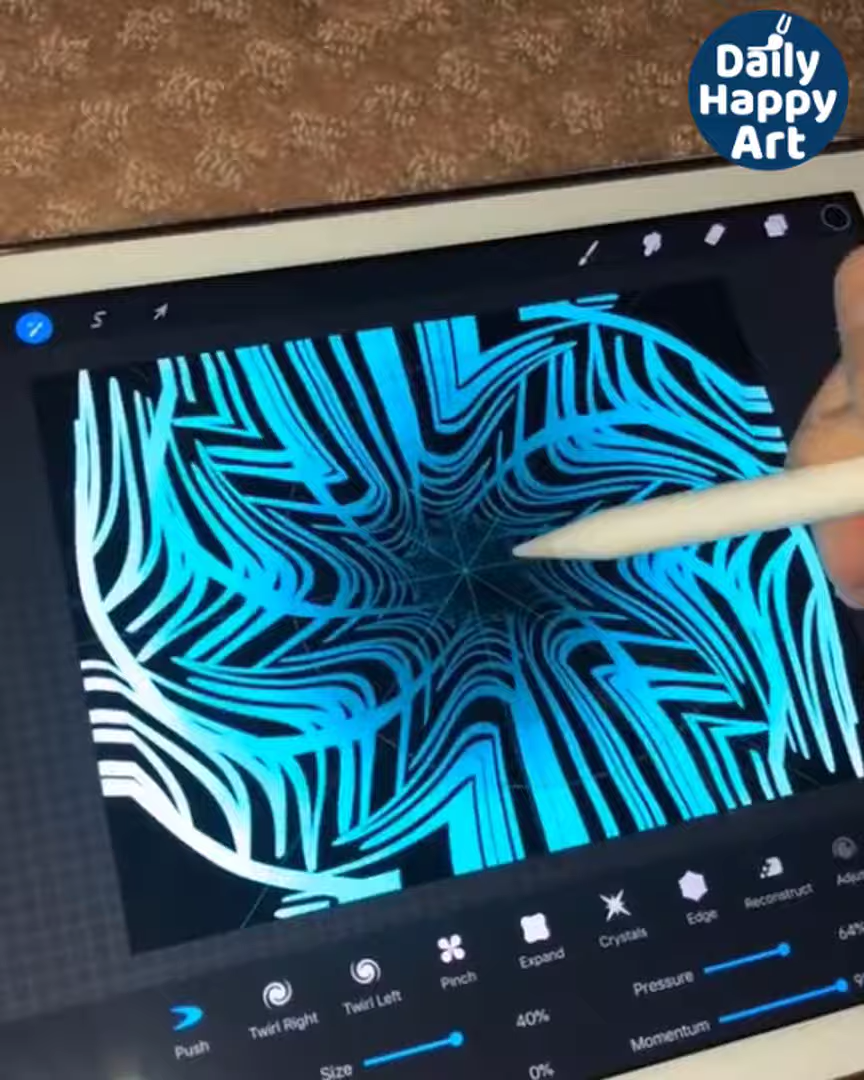 Daily
Happy
Art
Push
Twirl Right
Twirl Left
Pinch
Expand
Crystals
Edge
Reconstruct
Size
40%
0%
Pressure
64%
Momentum